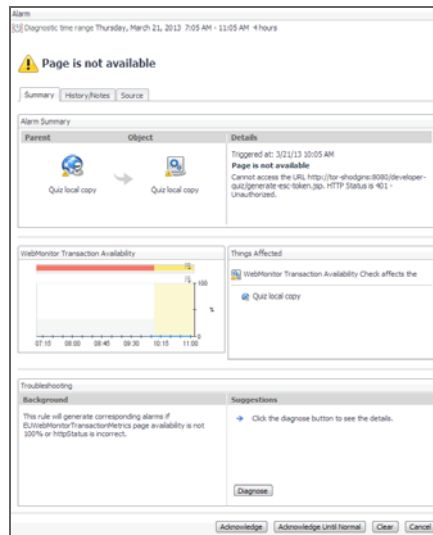 Alarm
Diagnostic time range Thursday, March 21, 2013 7:05 AM - 11:05 AM 4 hours
Page is not available
Summary History/Notes Source
Alarm Summary
Parent Object Details
Quiz local copy Quiz local copy
Triggered at: 3/21/13 10:05 AM
Page is not available
Cannot access the URL http://tor-shodgins:8080/developer-
quiz/generate-esc-token.jsp. HTTP Status is 401 -
Unauthorized.
WebMonitor Transaction Availability
100
%
07:15 08:00 08:40 09:30 10:15 11:00
Things Affected
WebMonitor Transaction Availability Check affects the
Quiz local copy
Troubleshooting
Background Suggestions
This rule will generate corresponding alarms if
EUWebMonitorTransactionMetrics page availability is not
100% or httpStatus is incorrect.
Click the diagnose button to see the details.
Diagnose
Acknowledge Acknowledge Until Normal Clear Cancel